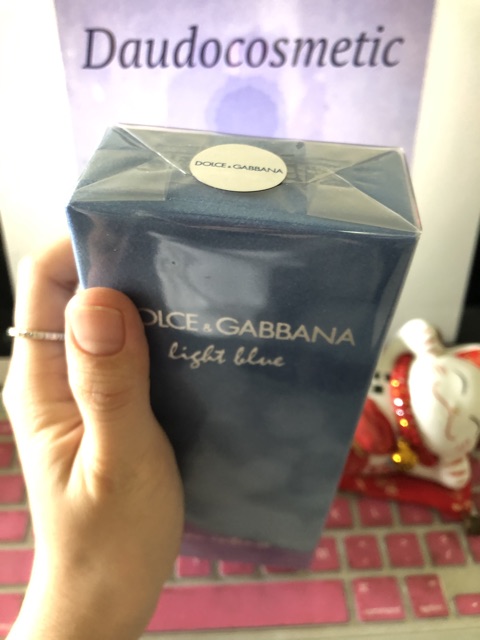 Daudocosmetic
DOLCE & GABBANA
DOLCE & GABBANA
light blue